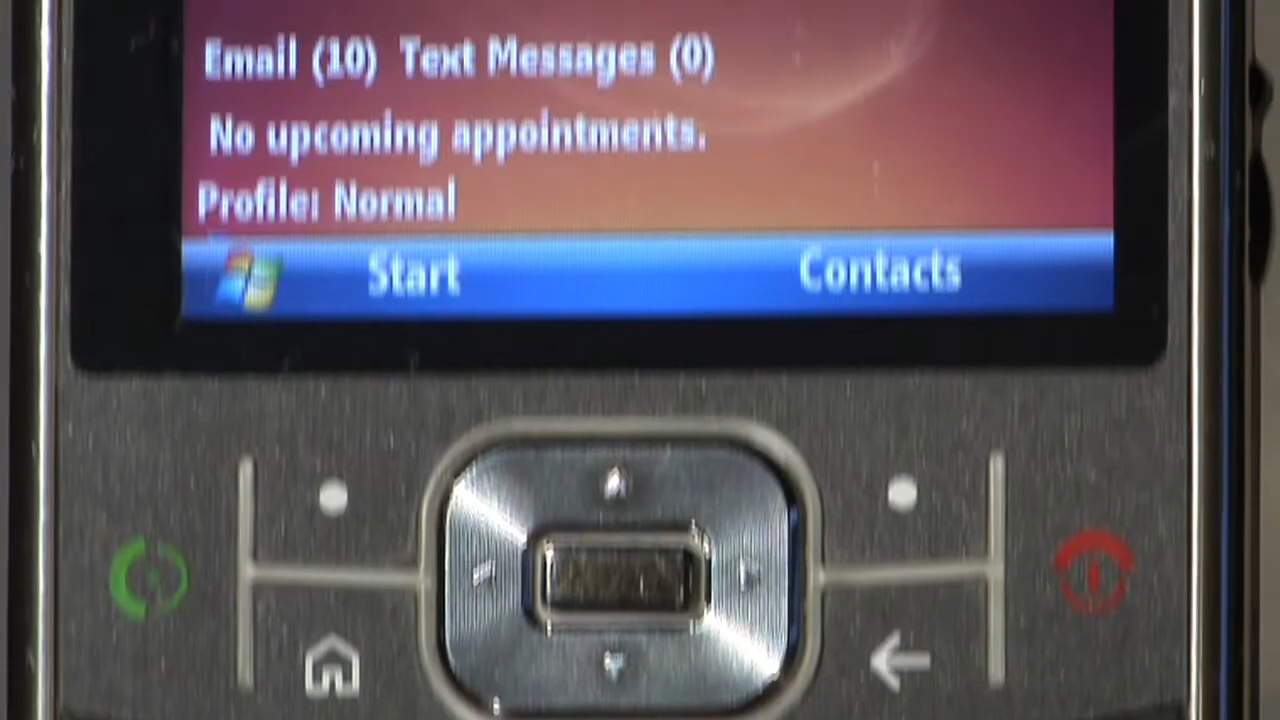 Email (10) Text Messages (0)
No upcoming appointments.
Profile: Normal
Start Contacts